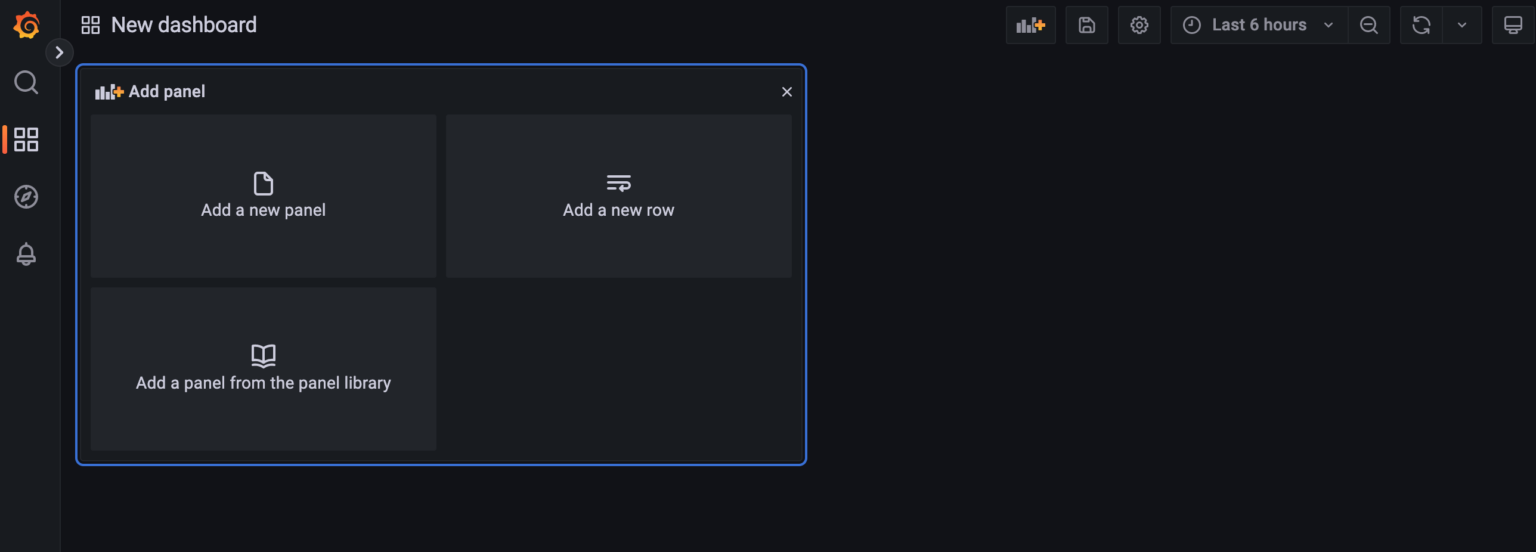 New dashboard
Last 6 hours
Add panel
Add a new panel
Add a new row
Add a panel from the panel library